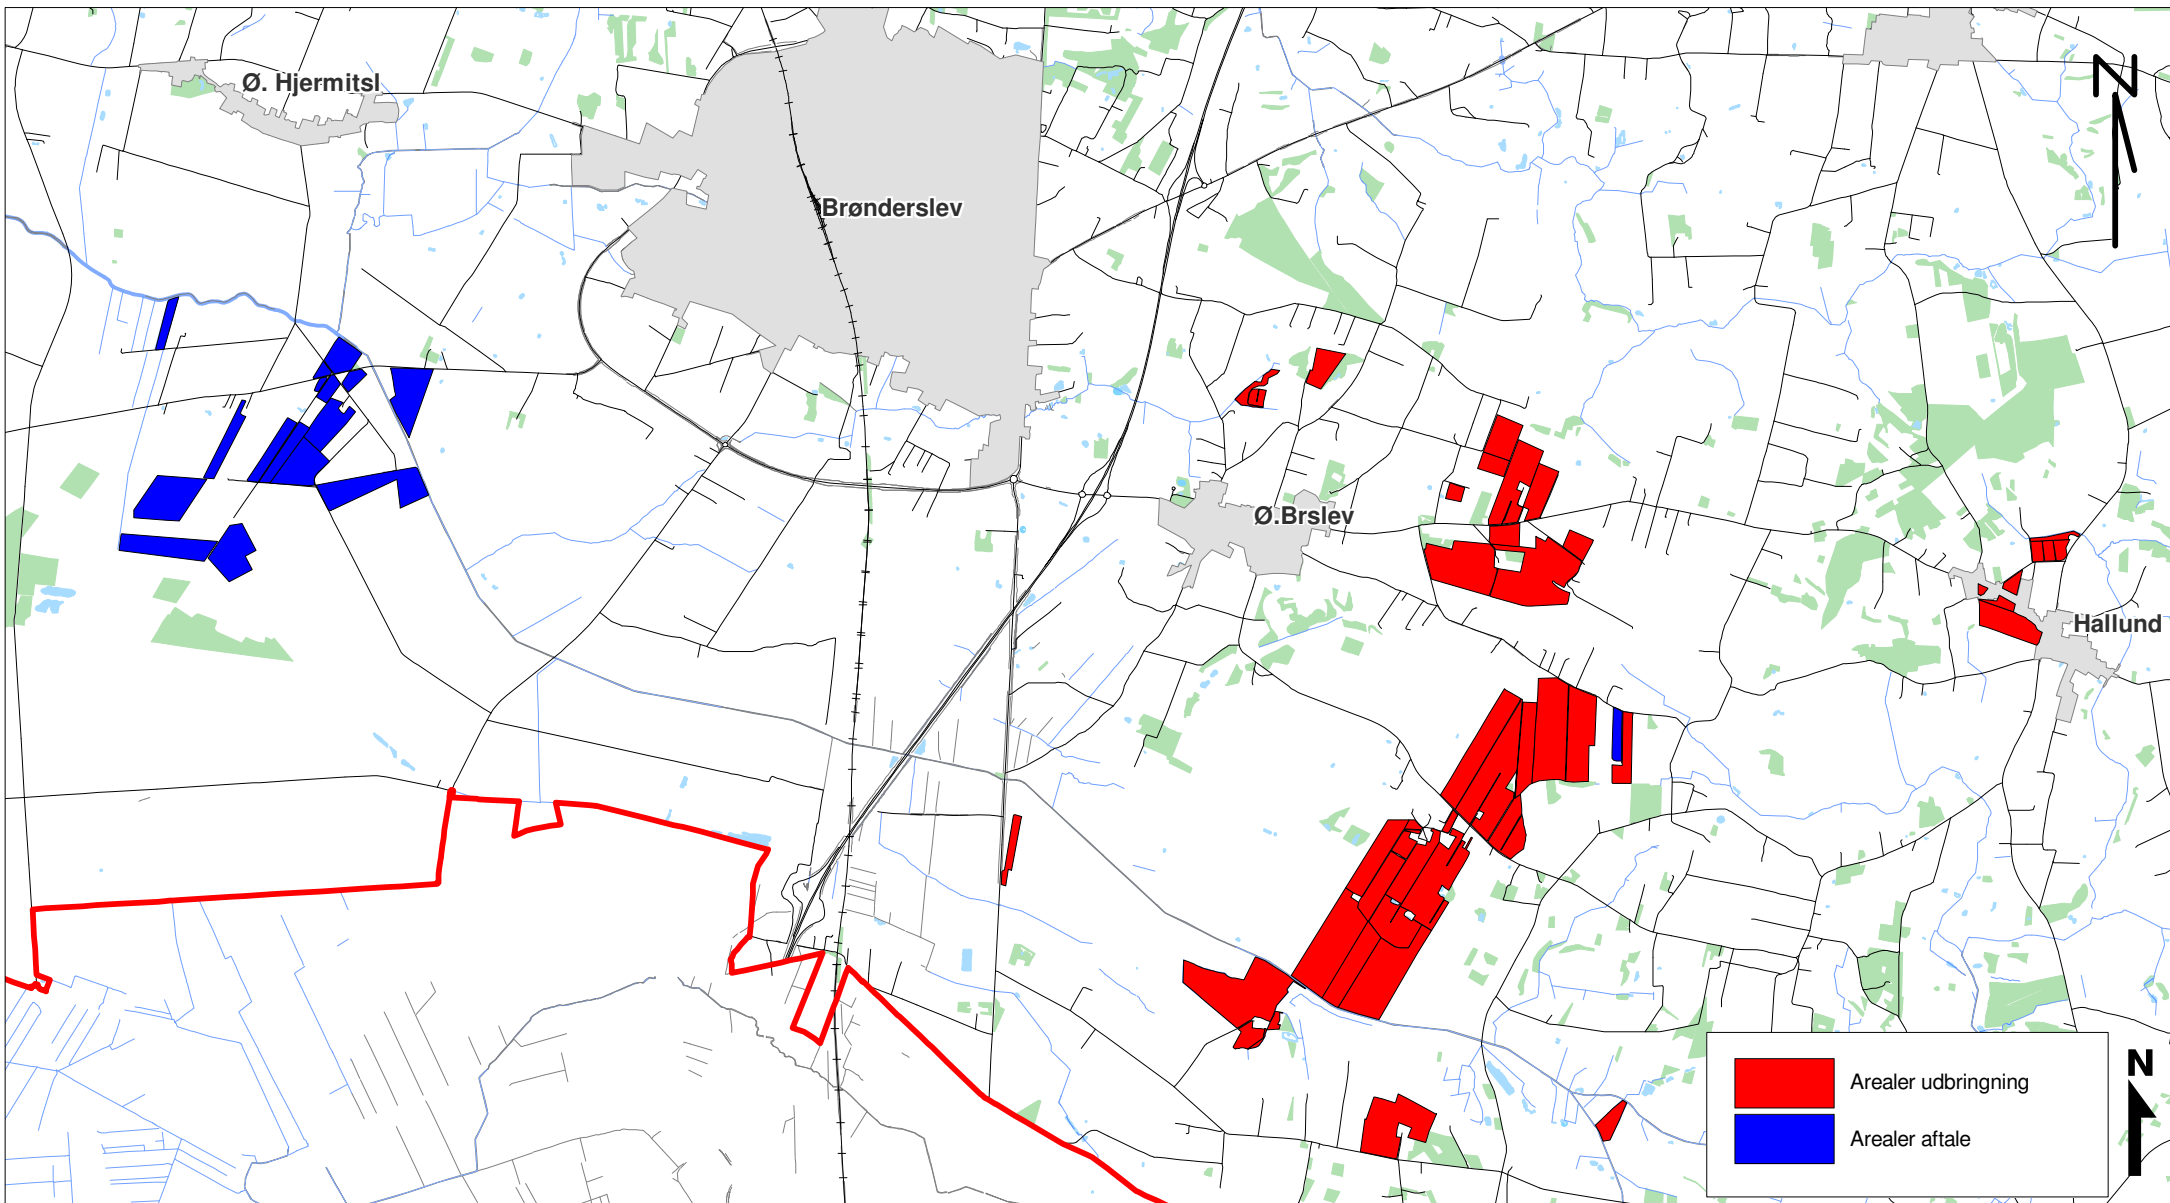 Ø. Hjermitsl
N
Brønderslev
Ø.Brslev
Hallund
N
Arealer udbringning
Arealer aftale